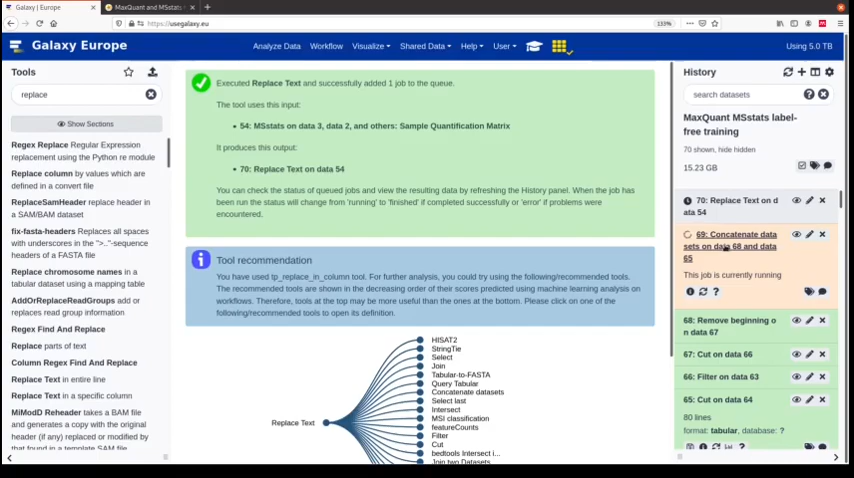 Galaxy | Europe
MaxQuant and MSstats
https://usegalaxy.eu
133%
Galaxy Europe
Analyze Data
Workflow
Visualize
Shared Data
Help
User
Using 5.0 TB
Tools
replace
Show Sections
Regex Replace Regular Expression
replacement using the Python re module
Replace column by values which are
defined in a convert file
ReplaceSamHeader replace header in
a SAM/BAM dataset
fix-fasta-headers Replaces all spaces
with underscores in the ">.."-sequence
headers of a FASTA file
Replace chromosome names in a
tabular dataset using a mapping table
AddOrReplaceReadGroups add or
replaces read group information
Regex Find And Replace
Replace parts of text
Column Regex Find And Replace
Replace Text in entire line
Replace Text in a specific column
MiModD Reheader takes a BAM file
and generates a copy with the original
header (if any) replaced or modified by
that found in a template SAM file
Executed Replace Text and successfully added 1 job to the queue.
The tool uses this input:
• 54: MSstats on data 3, data 2, and others: Sample Quantification Matrix
It produces this output:
• 70: Replace Text on data 54
You can check the status of queued jobs and view the resulting data by refreshing the History panel. When the job has
been run the status will change from 'running' to 'finished' if completed successfully or 'error' if problems were
encountered.
Tool recommendation
You have used tp_replace_in_column tool. For further analysis, you could try using the following/recommended tools.
The recommended tools are shown in the decreasing order of their scores predicted using machine learning analysis on
workflows. Therefore, tools at the top may be more useful than the ones at the bottom. Please click on one of the
following/recommended tools to open its definition.
Replace Text
HISAT2
StringTie
Select
Join
Tabular-to-FASTA
Query Tabular
Concatenate datasets
Select last
Intersect
MSI classification
featureCounts
Filter
Cut
bedtools Intersect i...
Join two Datasets
History
search datasets
MaxQuant MSstats label-
free training
70 shown, hide hidden
15.23 GB
70: Replace Text on d
ata 54
69: Concatenate data
sets on data 68 and data
65
This job is currently running
68: Remove beginning o
n data 67
67: Cut on data 66
66: Filter on data 63
65: Cut on data 64
80 lines
format: tabular, database: ?